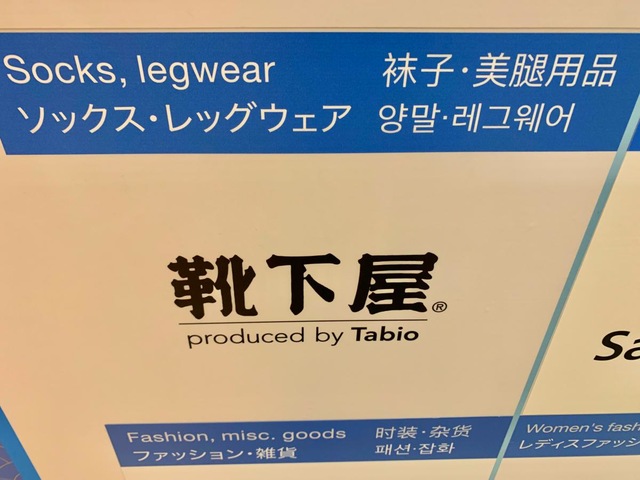 Socks, legwear 袜子·美腿用品
ソックス・レッグウェア 양말·레그웨어
靴下屋®
produced by Tabio
Fashion, misc. goods 时装·杂货
ファッション・雑貨 패션·잡화
Sa
Women's fash
レディスファッシ